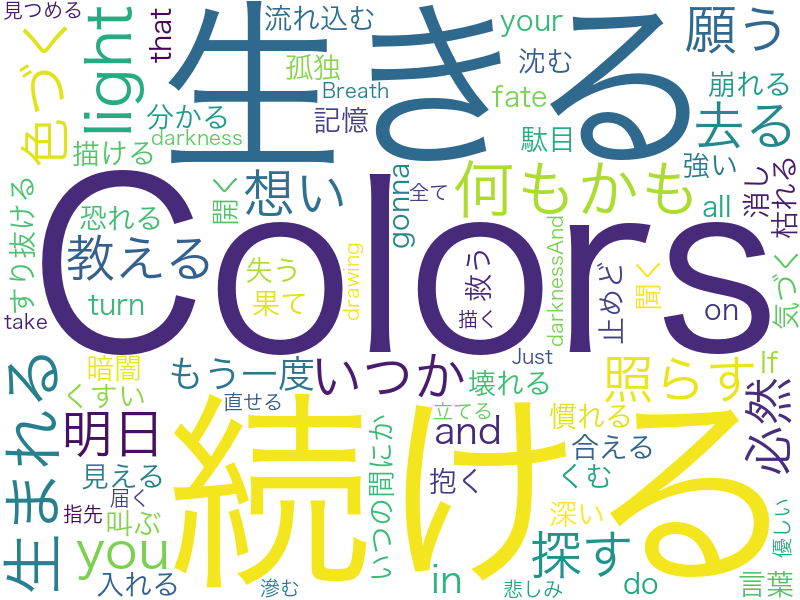 見つめる
流れ込む
your
願う
生きる
that
light
色づく
孤独
沈む
Breath
fate
崩れる
去る
分かる
記憶
darkness
駄目
描ける
強い
消し
枯れる
開く
想い
全て
何もかも
gonna
all
すり抜ける
恐れる
Colors
教える
失う
救う
果て
drawing
描く
darknessAnd
止めど
聞く
on
気づく
turn
take
生まれる
暗闇
もう一度
いつか
Just
壊れる
照らす
If
必然
くすい
直せる
明日
続ける
立てる
慣れる
and
合える
いつの間にか
見える
抱く
くむ
届く
指先
叫ぶ
深い
優しい
you
探す
入れる
滲む
in
悲しみ
do
言葉